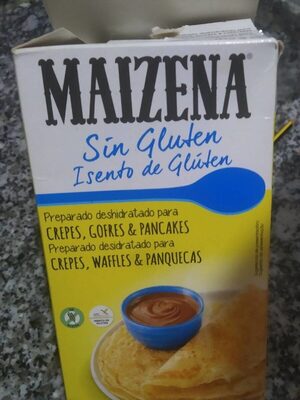 MAIZENA®
Sin Gluten
Isento de Glúten
Preparado deshidratado para
CREPES, GOFRES & PANCAKES
Preparado desidratado para
CREPES, WAFFLES & PANQUECAS